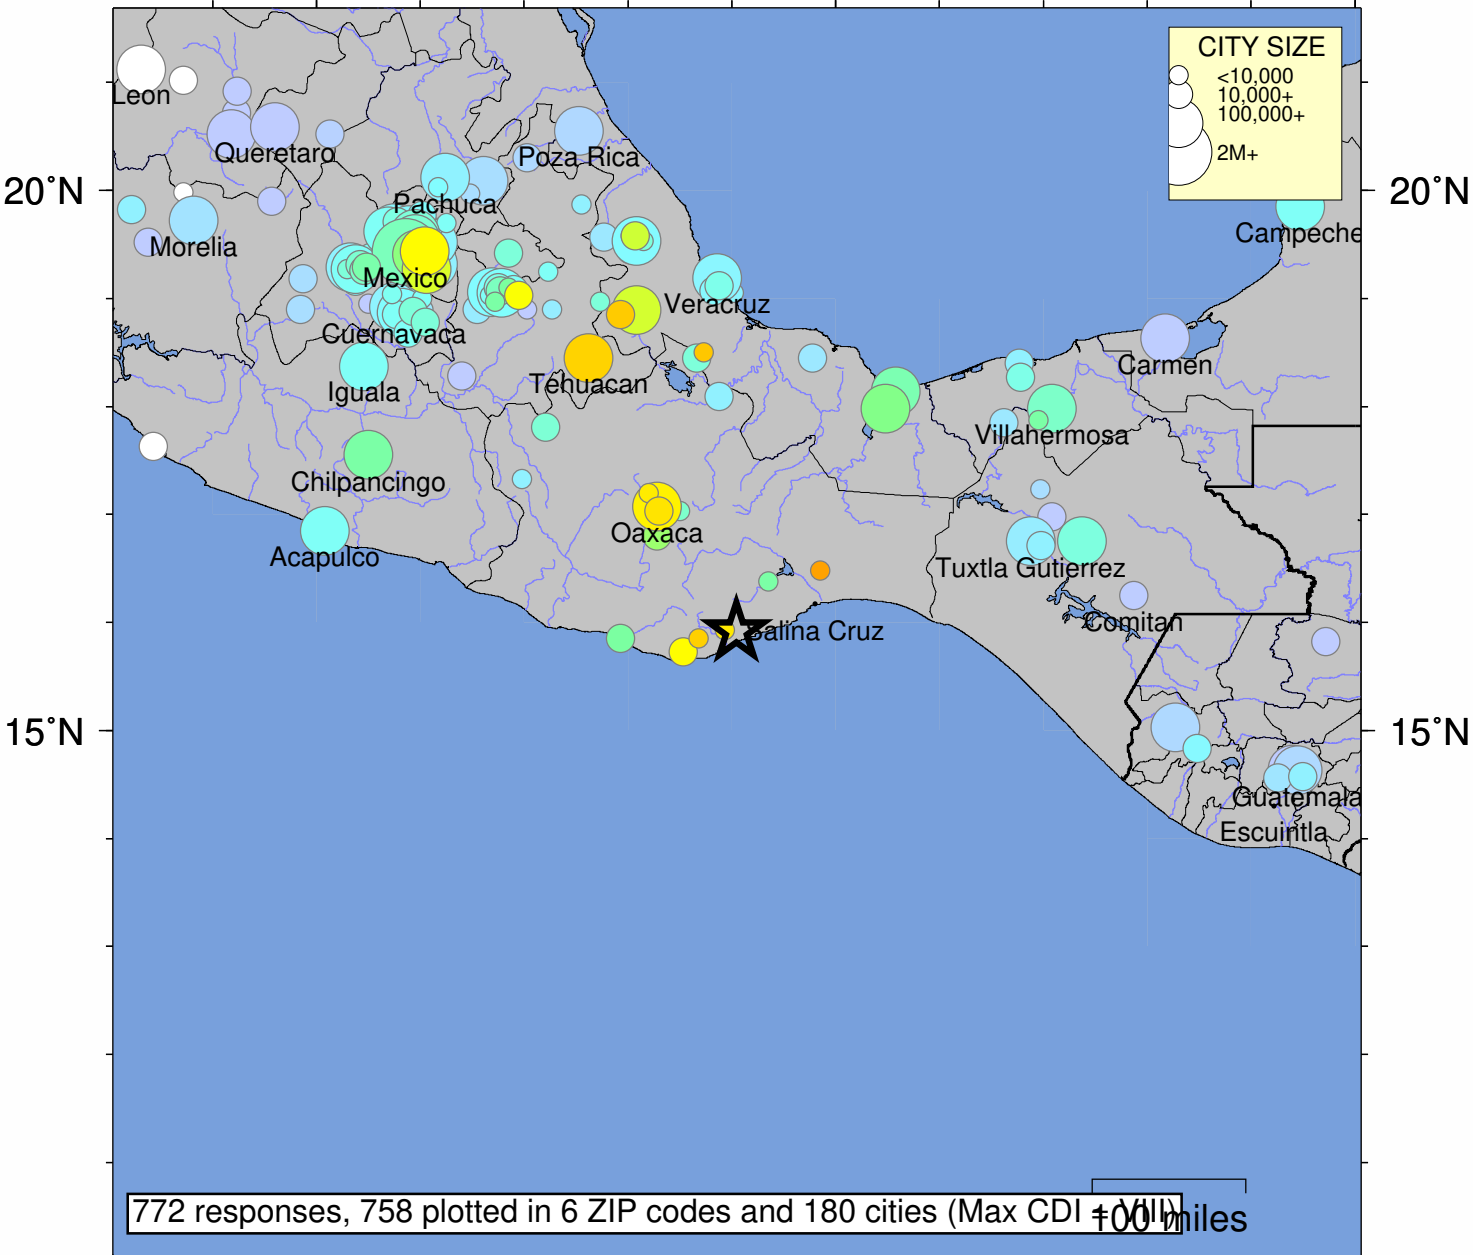 CITY SIZE
<10,000
10,000+
100,000+
2M+
Leon
Queretaro
Poza Rica
20˚N
20˚N
Pachuca
Morelia
Campeche
Mexico
Veracruz
Cuernavaca
Carmen
Iguala
Tehuacan
Villahermosa
Chilpancingo
Oaxaca
Acapulco
Tuxtla Gutierrez
Comitan
Salina Cruz
15˚N
15˚N
Guatemala
Escuintla
772 responses, 758 plotted in 6 ZIP codes and 180 cities (Max CDI = VIII)
100 miles